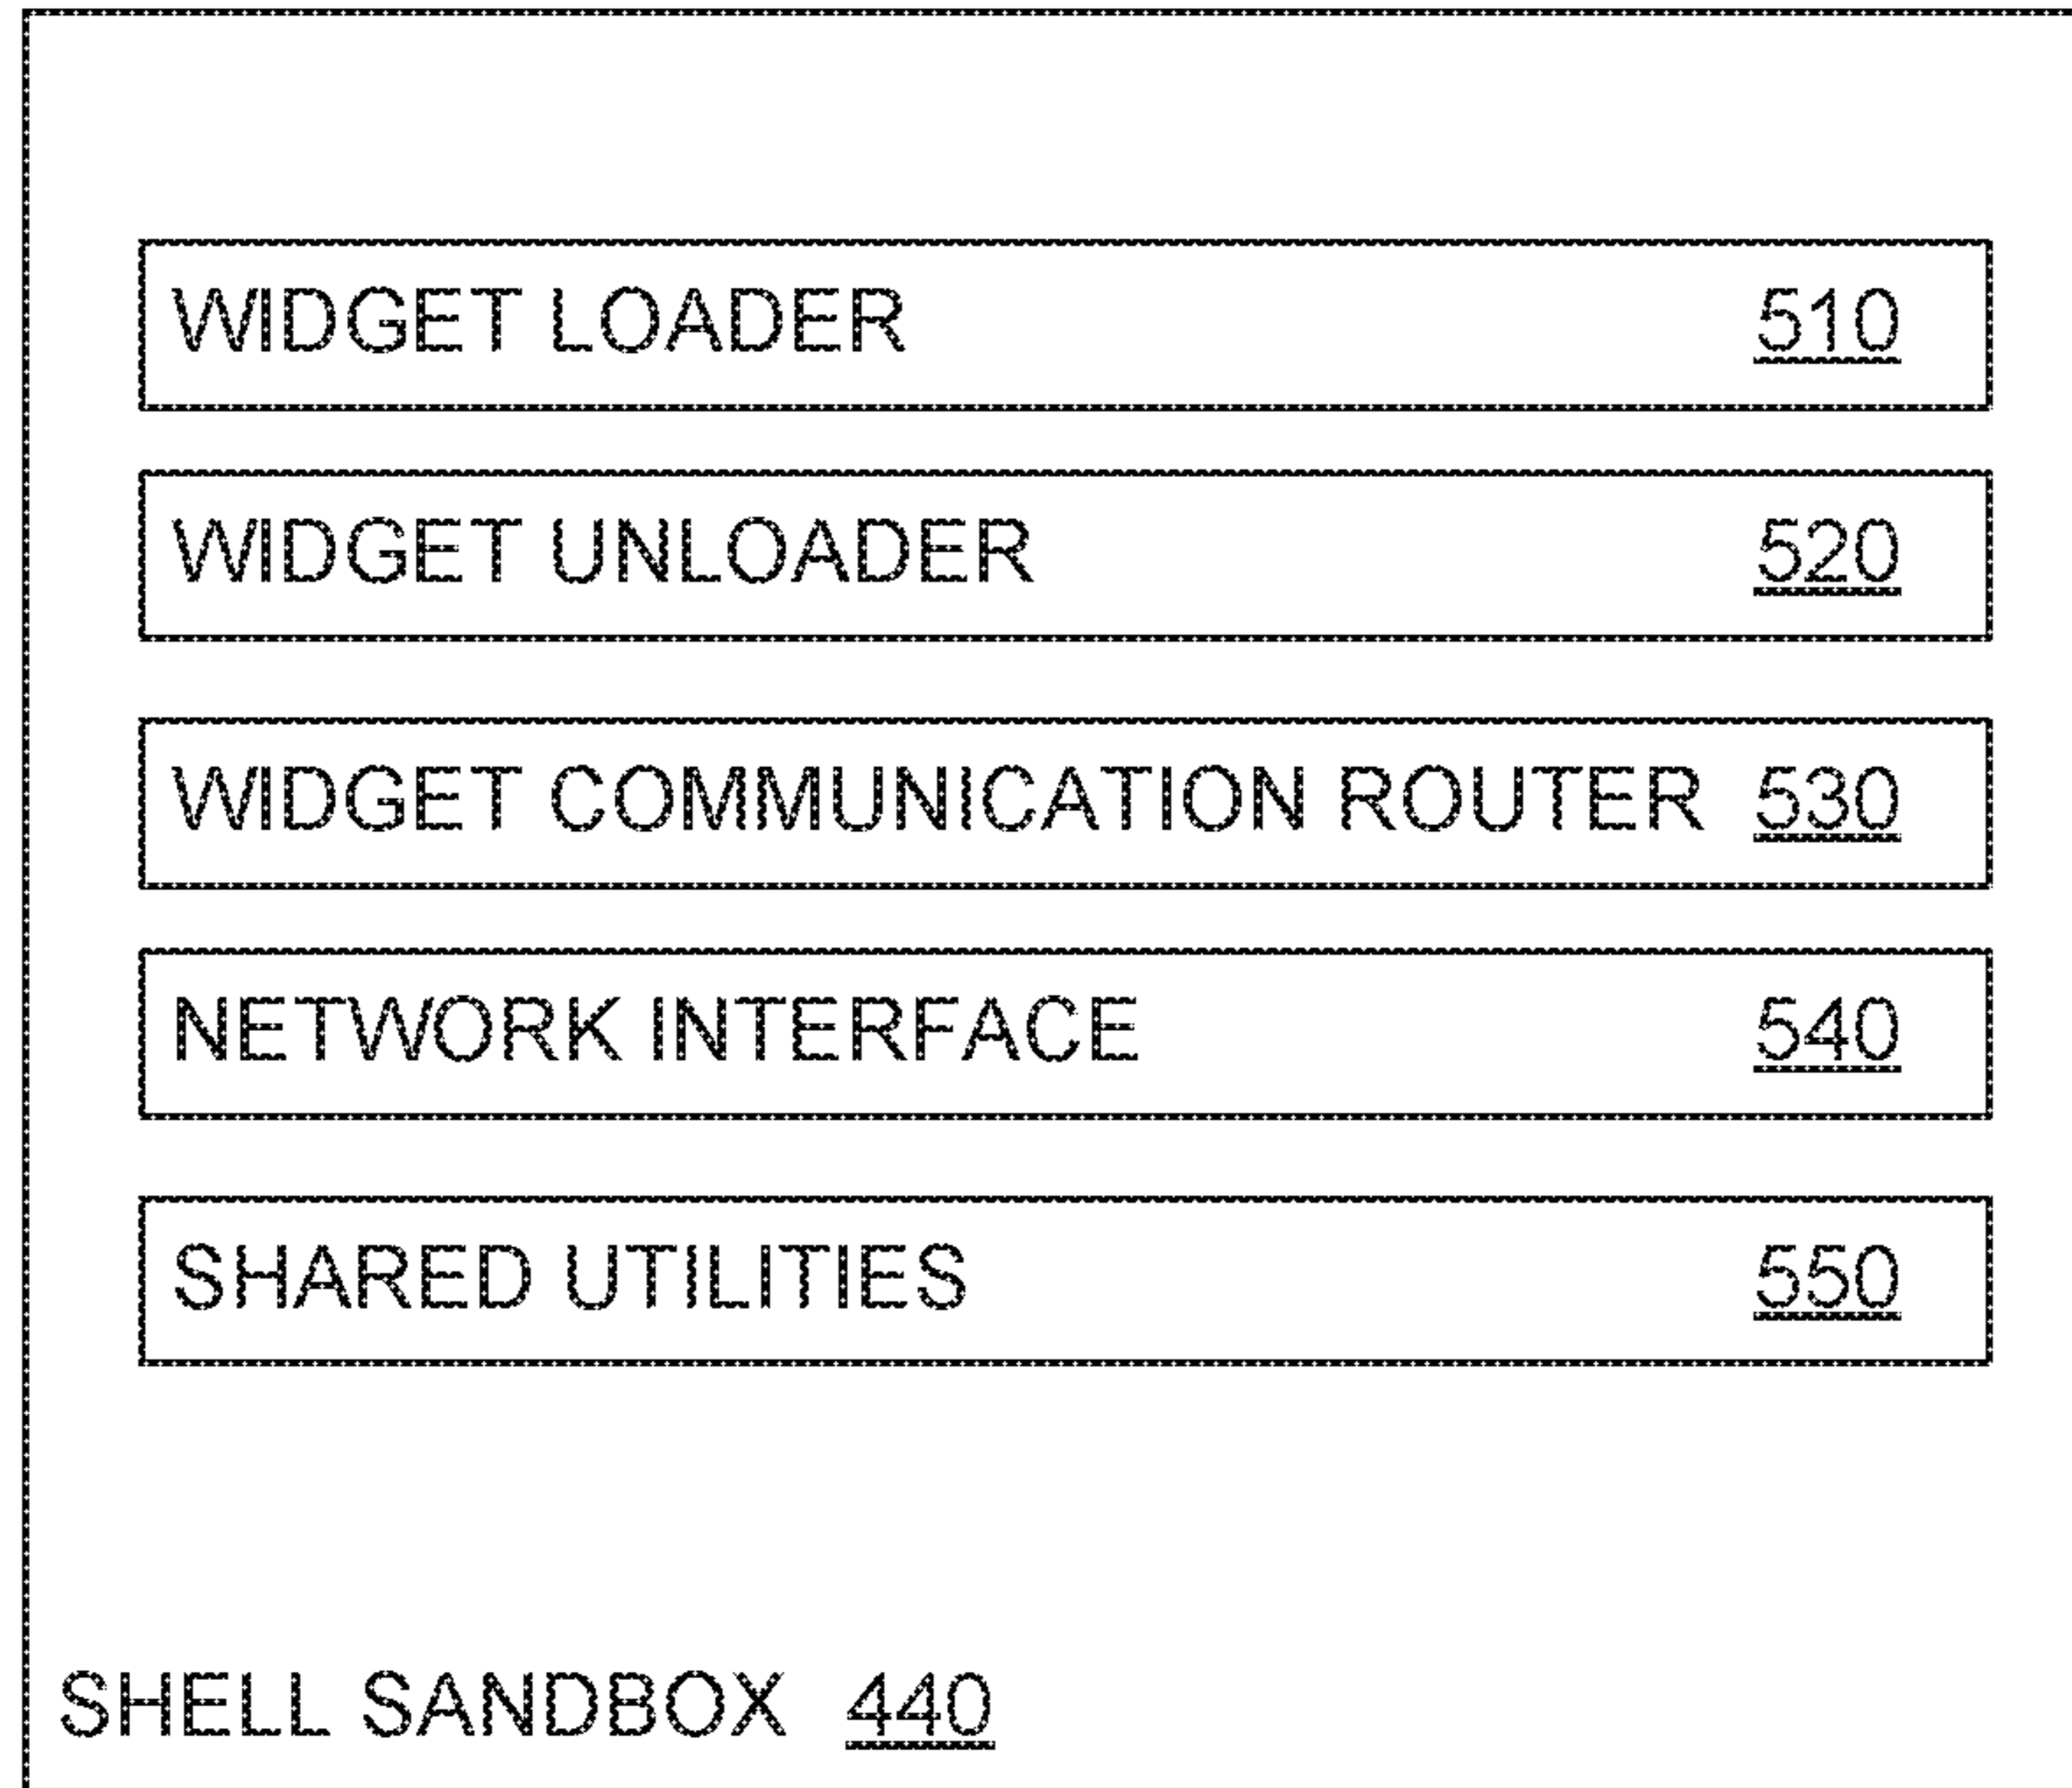 WIDGET LOADER 510
WIDGET UNLOADER 520
WIDGET COMMUNICATION ROUTER 530
NETWORK INTERFACE 540
SHARED UTILITIES 550
SHELL SANDBOX 440